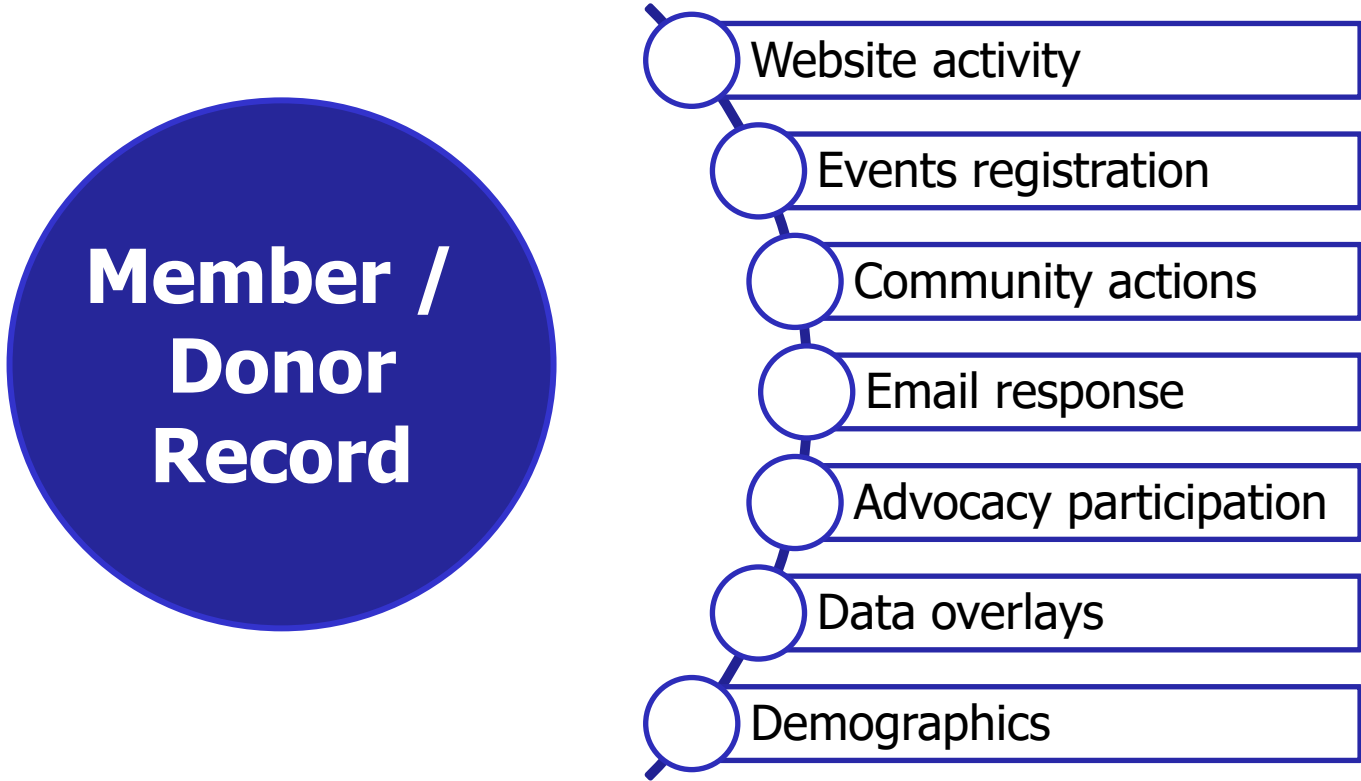 Member /
Donor
Record
Website activity
Events registration
Community actions
Email response
Advocacy participation
Data overlays
Demographics